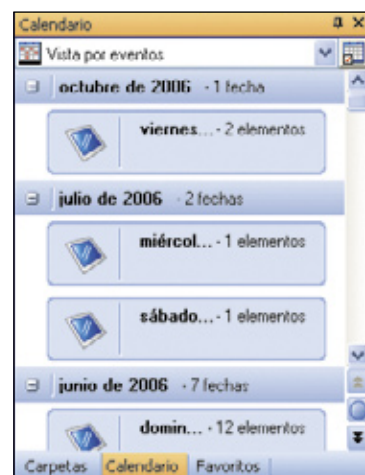 Calendario
Vista por eventos
octubre de 2006 - 1 fecha
viernes... - 2 elementos
julio de 2006 - 2 fechas
miércol... - 1 elementos
sábado... - 1 elementos
junio de 2006 - 7 fechas
domin... - 12 elementos
Carpetas Calendario Favoritos